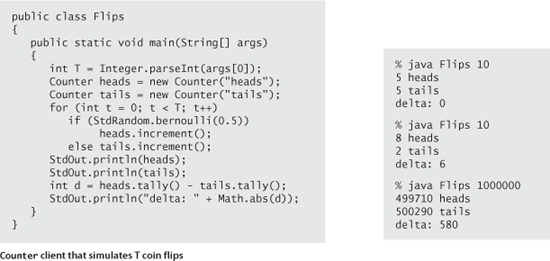 public class Flips
{
public static void main(String[] args)
{
int T = Integer.parseInt(args[0]);
Counter heads = new Counter("heads");
Counter tails = new Counter("tails");
for (int t = 0; t < T; t++)
if (StdRandom.bernoulli(0.5))
heads.increment();
else tails.increment();
StdOut.println(heads);
StdOut.println(tails);
int d = heads.tally() - tails.tally();
StdOut.println("delta: " + Math.abs(d));
}
}
Counter client that simulates T coin flips
% java Flips 10
5 heads
5 tails
delta: 0
% java Flips 10
8 heads
2 tails
delta: 6
% java Flips 1000000
499710 heads
500290 tails
delta: 580